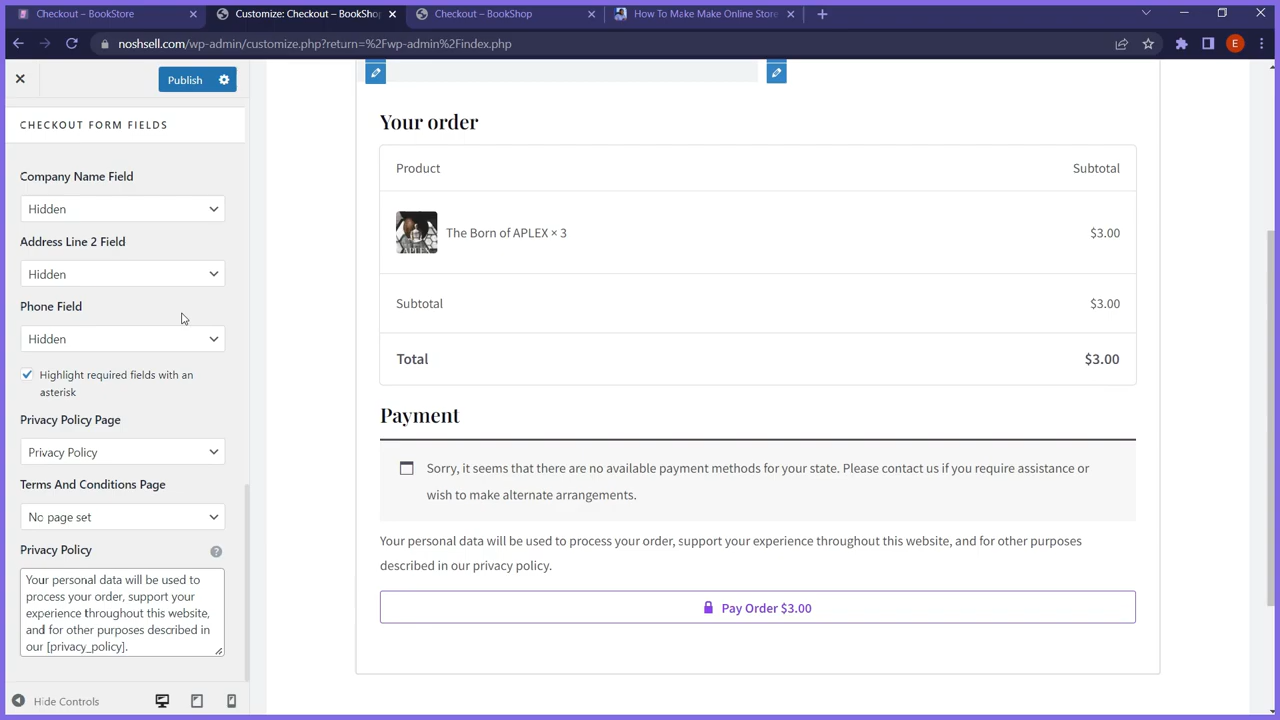 Checkout – BookStore
Customize: Checkout – BookShop
Checkout – BookShop
How To Make Make Online Store
noshsell.com/wp-admin/customize.php?return=%2Fwp-admin%2Findex.php
E
Publish
CHECKOUT FORM FIELDS
Company Name Field
Hidden
Address Line 2 Field
Hidden
Phone Field
Hidden
Highlight required fields with an
asterisk
Privacy Policy Page
Privacy Policy
Terms And Conditions Page
No page set
Privacy Policy
?
Your personal data will be used to
process your order, support your
experience throughout this website,
and for other purposes described in
our [privacy_policy].
Hide Controls
Your order
Product Subtotal
The Born of APLEX × 3 $3.00
Subtotal $3.00
Total $3.00
Payment
Sorry, it seems that there are no available payment methods for your state. Please contact us if you require assistance or
wish to make alternate arrangements.
Your personal data will be used to process your order, support your experience throughout this website, and for other purposes
described in our privacy policy.
Pay Order $3.00